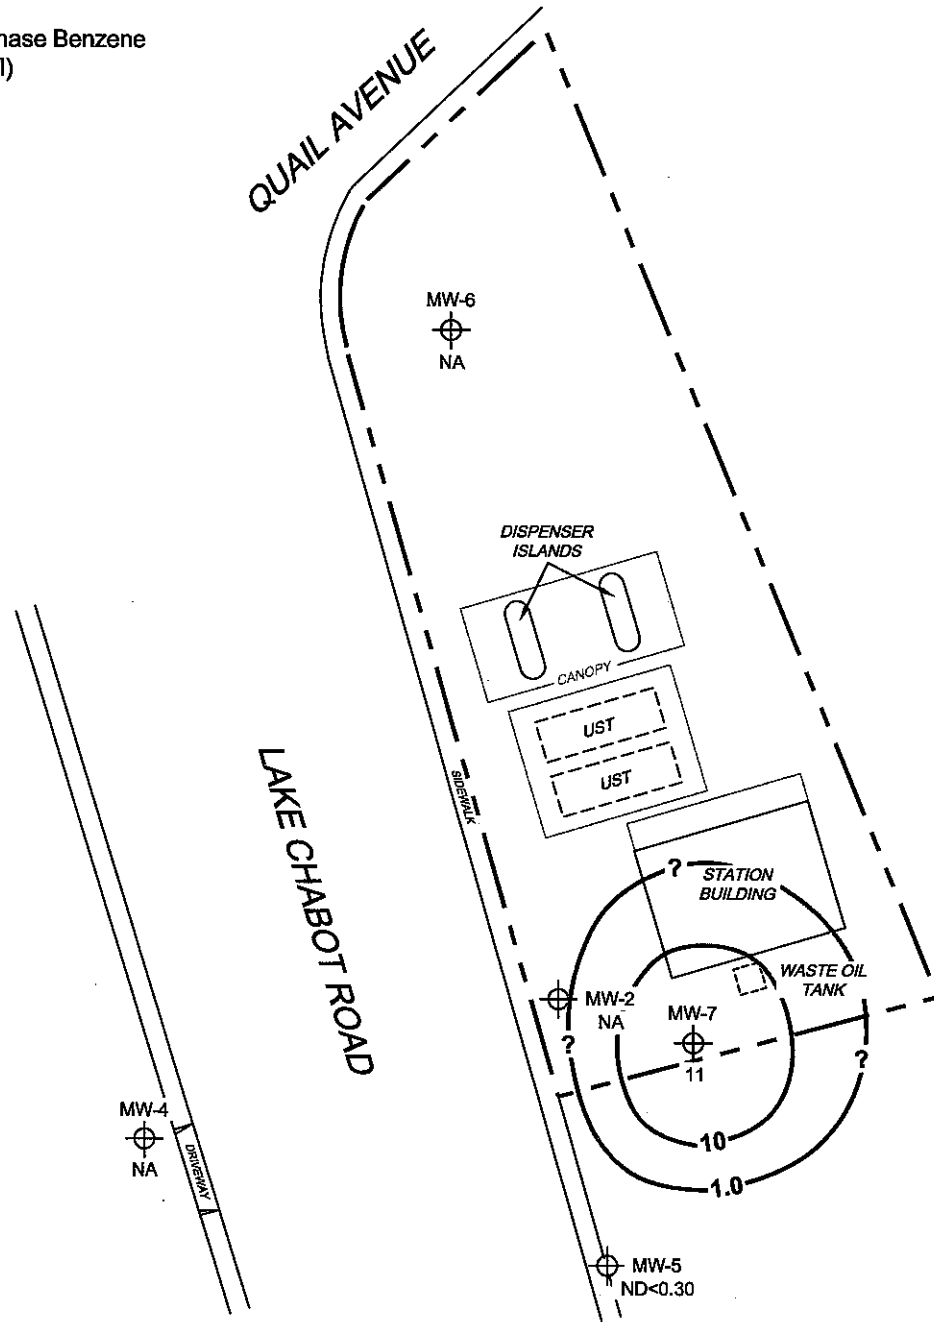 Benzene
QUAIL AVENUE
MW-6
NA
DISPENSER
ISLANDS
CANOPY
UST
UST
SIDEWALK
LAKE CHABOT ROAD
?
STATION
BUILDING
WASTE OIL
TANK
MW-2
NA
MW-7
11
?
?
10
1.0
MW-4
NA
DRIVEWAY
MW-5
ND<0.30